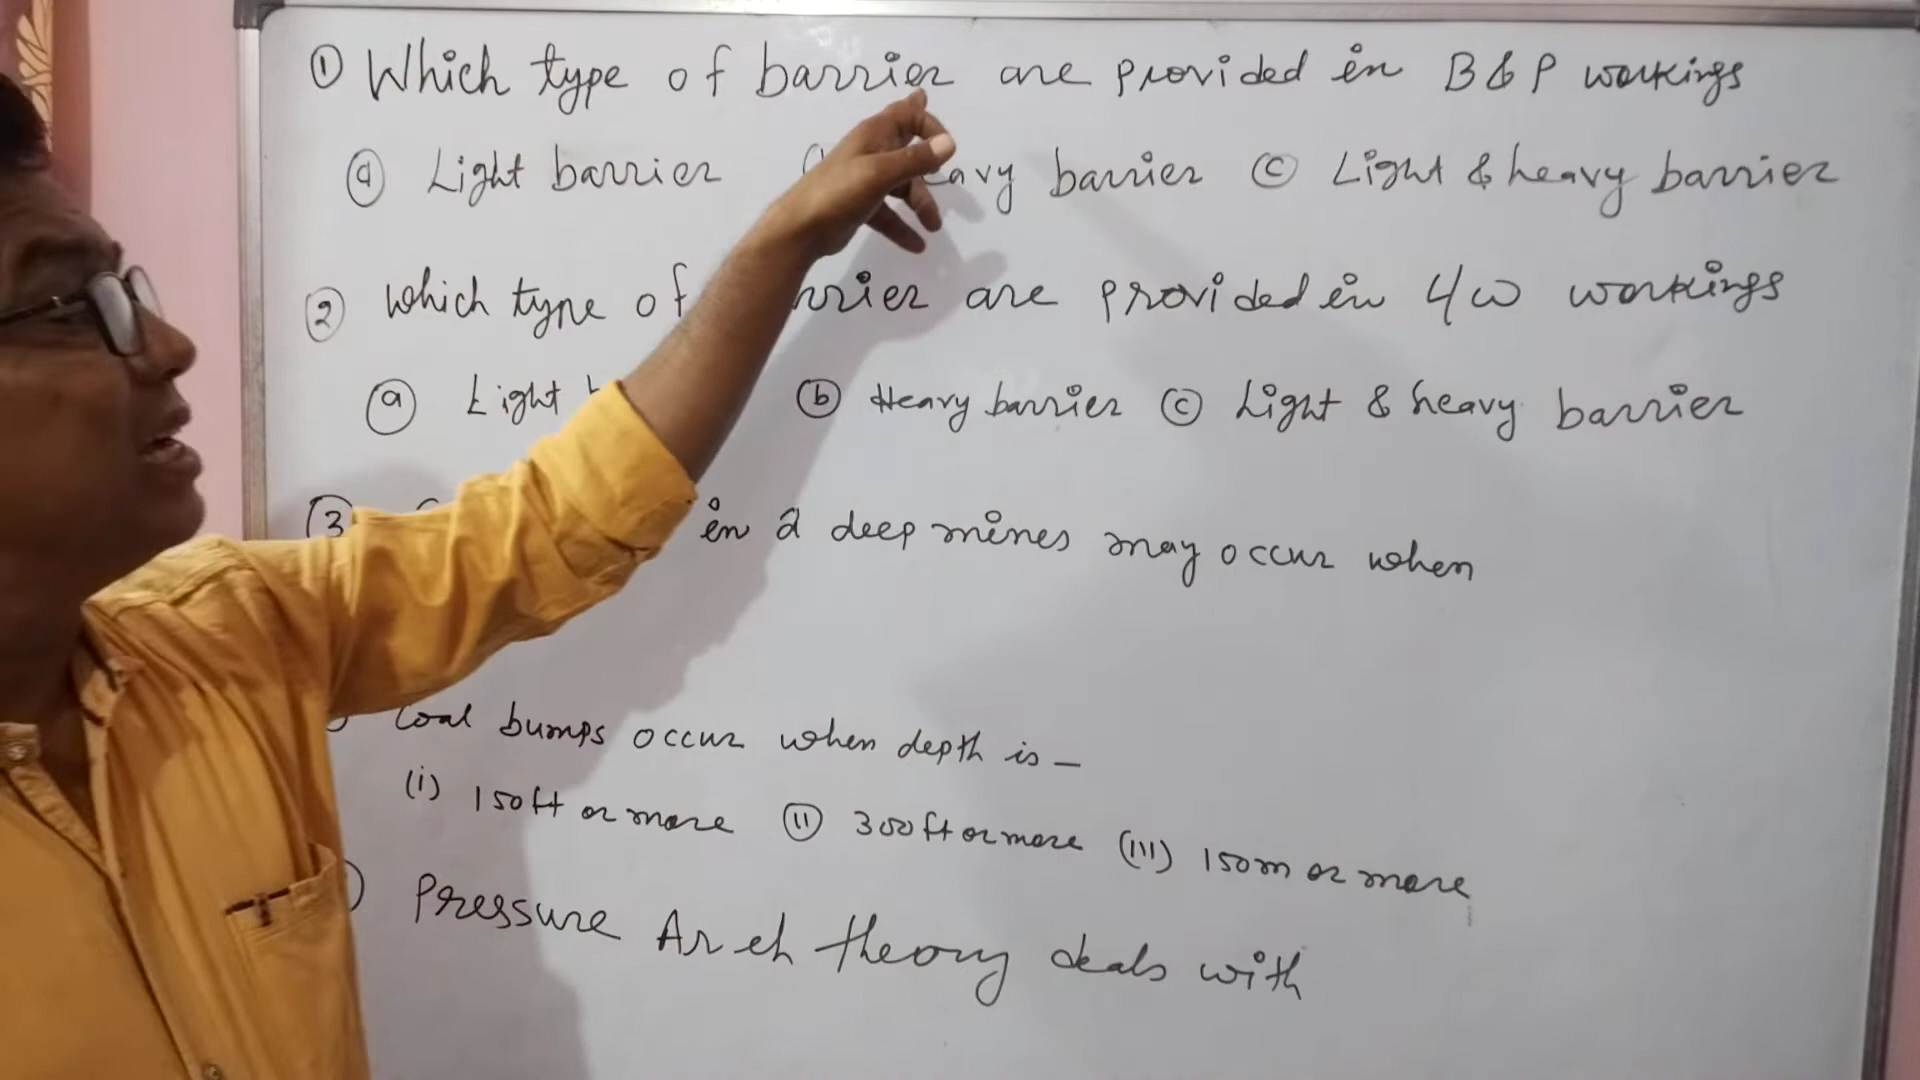 ① Which type of barrier are provided in B & P workings
ⓐ Light barrier barrier ⓒ Light & heavy barrier
② Which type of are provided in L/W workings
ⓐ Light ⓑ Heavy barrier ⓒ Light & heavy barrier
③ in a deep mines may occur when
Coal bumps occur when depth is —
(i) 150ft or more (ii) 300ft or more (iii) 150m or more
Pressure Arch theory deals with